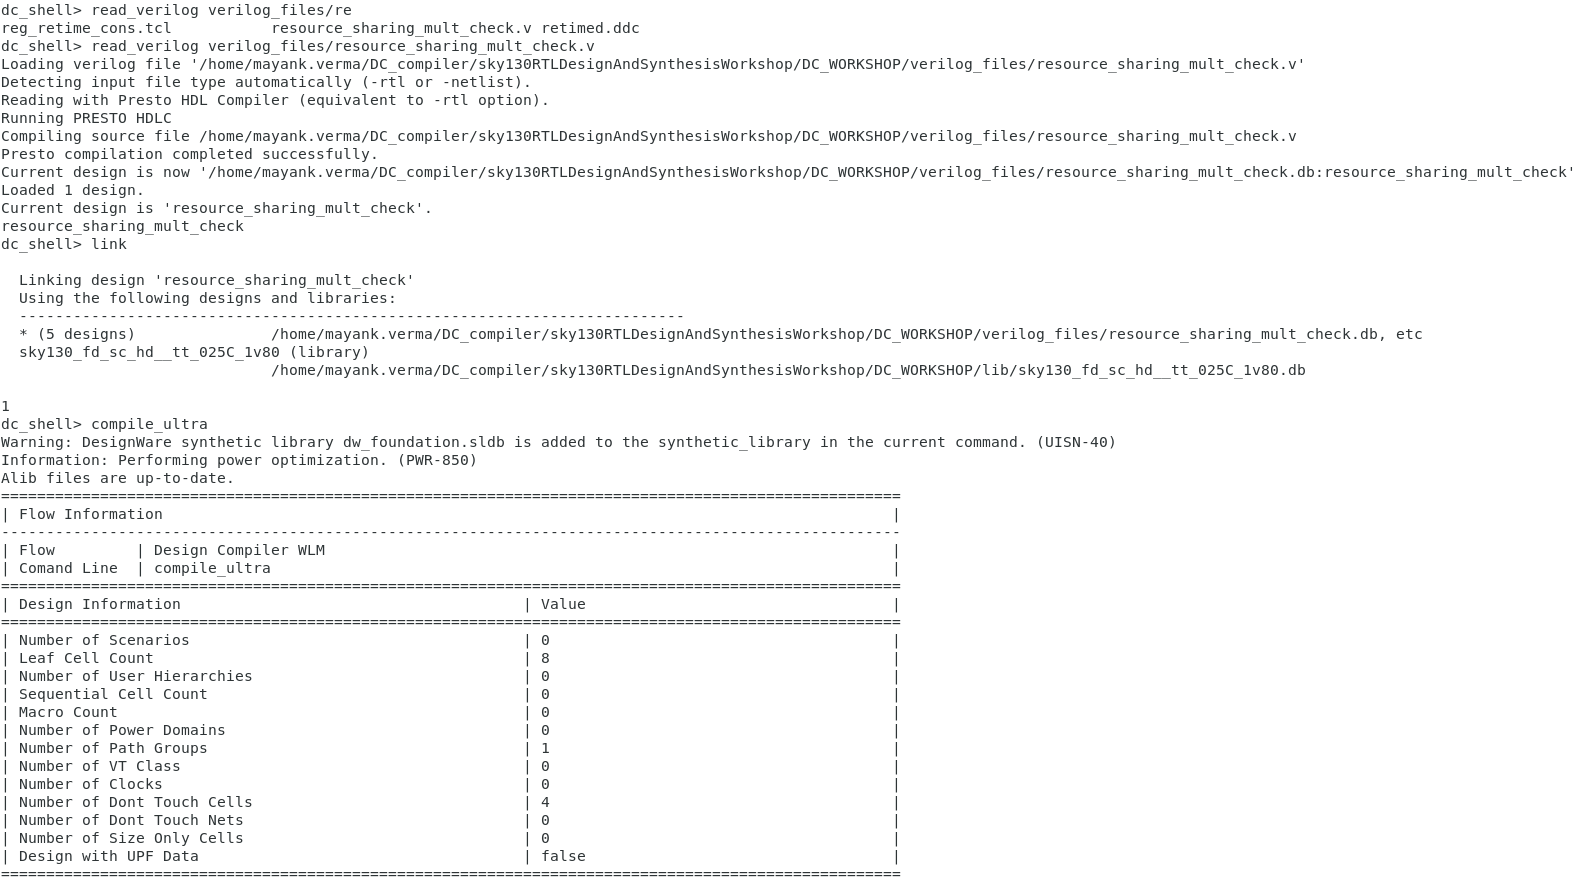 dc_shell> read_verilog verilog_files/re
reg_retime_cons.tcl           resource_sharing_mult_check.v retimed.ddc
dc_shell> read_verilog verilog_files/resource_sharing_mult_check.v
Loading verilog file '/home/mayank.verma/DC_compiler/sky130RTLDesignAndSynthesisWorkshop/DC_WORKSHOP/verilog_files/resource_sharing_mult_check.v'
Detecting input file type automatically (-rtl or -netlist).
Reading with Presto HDL Compiler (equivalent to -rtl option).
Running PRESTO HDLC
Compiling source file /home/mayank.verma/DC_compiler/sky130RTLDesignAndSynthesisWorkshop/DC_WORKSHOP/verilog_files/resource_sharing_mult_check.v
Presto compilation completed successfully.
Current design is now '/home/mayank.verma/DC_compiler/sky130RTLDesignAndSynthesisWorkshop/DC_WORKSHOP/verilog_files/resource_sharing_mult_check.db:resource_sharing_mult_check'
Loaded 1 design.
Current design is 'resource_sharing_mult_check'.
resource_sharing_mult_check
dc_shell> link
  Linking design 'resource_sharing_mult_check'
  Using the following designs and libraries:
  --------------------------------------------------------------------------
  * (5 designs)               /home/mayank.verma/DC_compiler/sky130RTLDesignAndSynthesisWorkshop/DC_WORKSHOP/verilog_files/resource_sharing_mult_check.db, etc
  sky130_fd_sc_hd__tt_025C_1v80 (library)
                              /home/mayank.verma/DC_compiler/sky130RTLDesignAndSynthesisWorkshop/DC_WORKSHOP/lib/sky130_fd_sc_hd__tt_025C_1v80.db
1
dc_shell> compile_ultra
Warning: DesignWare synthetic library dw_foundation.sldb is added to the synthetic_library in the current command. (UISN-40)
Information: Performing power optimization. (PWR-850)
Alib files are up-to-date.
====================================================================================================
| Flow Information                                                                                 |
----------------------------------------------------------------------------------------------------
| Flow         | Design Compiler WLM                                                               |
| Comand Line  | compile_ultra                                                                     |
====================================================================================================
| Design Information                                      | Value                                  |
====================================================================================================
| Number of Scenarios                                     | 0                                      |
| Leaf Cell Count                                         | 8                                      |
| Number of User Hierarchies                              | 0                                      |
| Sequential Cell Count                                   | 0                                      |
| Macro Count                                             | 0                                      |
| Number of Power Domains                                 | 0                                      |
| Number of Path Groups                                   | 1                                      |
| Number of VT Class                                      | 0                                      |
| Number of Clocks                                        | 0                                      |
| Number of Dont Touch Cells                              | 4                                      |
| Number of Dont Touch Nets                               | 0                                      |
| Number of Size Only Cells                               | 0                                      |
| Design with UPF Data                                    | false                                  |
====================================================================================================